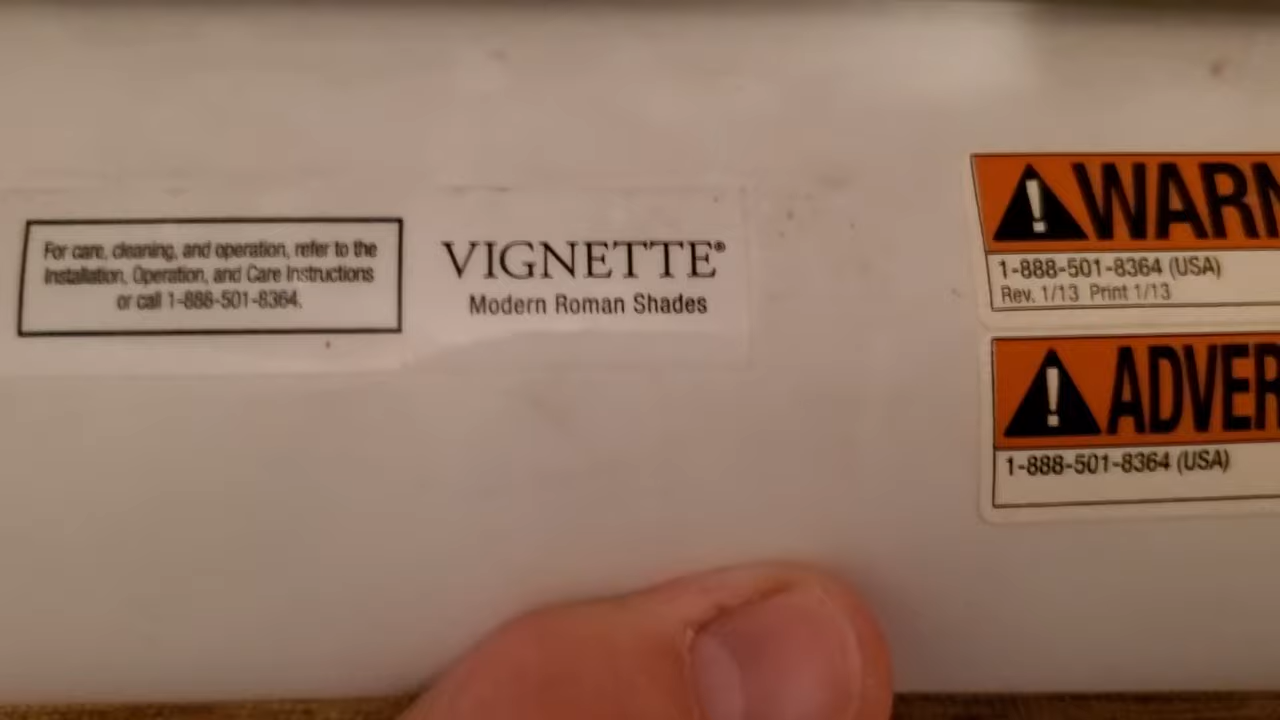 For care, cleaning, and operation, refer to the
Installation, Operation, and Care Instructions
or call 1-888-501-8364.
VIGNETTE®
Modern Roman Shades
WARN
1-888-501-8364 (USA)
Rev. 1/13 Print 1/13
ADVER
1-888-501-8364 (USA)